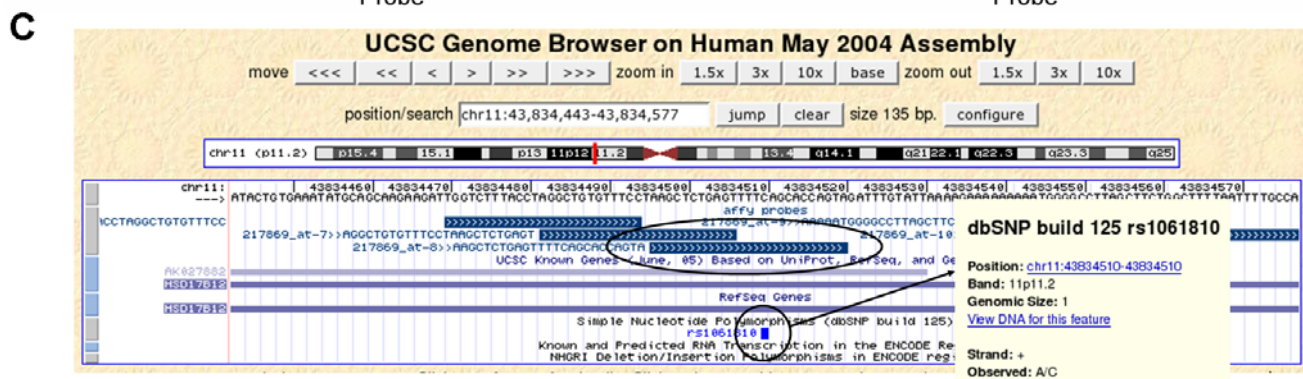 Probe Probe
C
UCSC Genome Browser on Human May 2004 Assembly
move <<< << < > >> >>> zoom in 1.5x 3x 10x base zoom out 1.5x 3x 10x
position/search chr11:43,834,443-43,834,577 jump clear size 135 bp. configure
chr11 (p11.2) p15.4 15.1 p13 11p12 11.2 13.4 q14.1 q21 22.1 q22.3 q23.3 q25
chr11: 43834460| 43834470| 43834480| 43834490| 43834500| 43834510| 43834520| 43834530| 43834570|
--->
affy probes
ACCTAGGCTGTGTTTCC
217869_at-7>>AGGCTGTGTTTCCTAAGCTCTGAGT
217869_at-8>>AAGCTCTGAGTTTTCAGCACCAGTA
UCSC Known Genes (June, 05) Based on UniProt, RefSeq, and Ge
AK027882
HSD17B12
RefSeq Genes
HSD17B12
Simple Nucleotide Polymorphisms (dbSNP build 125)
rs1061810
Known and Predicted RNA Transcription in the ENCODE Re
NHGRI Deletion/Insertion Polymorphisms in ENCODE reg
dbSNP build 125 rs1061810
Position: chr11:43834510-43834510
Band: 11p11.2
Genomic Size: 1
View DNA for this feature
Strand: +
Observed: A/C